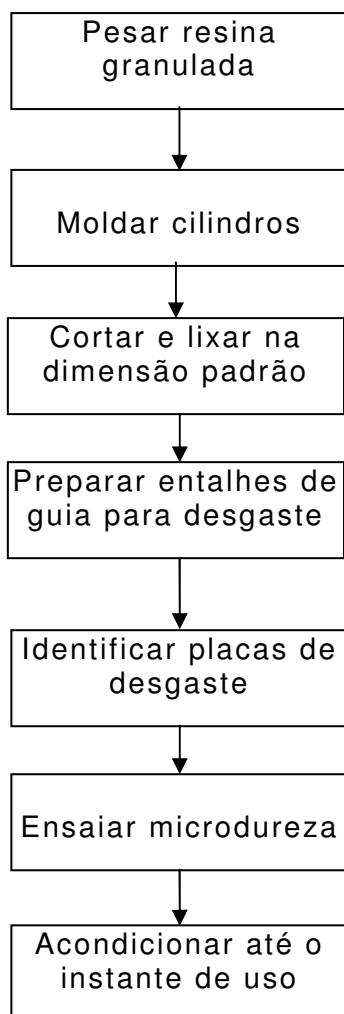 Pesar resina
granulada
Moldar cilindros
Cortar e lixar na
dimensão padrão
Preparar entalhes de
guia para desgaste
Identificar placas de
desgaste
Ensaiar microdureza
Acondicionar até o
instante de uso